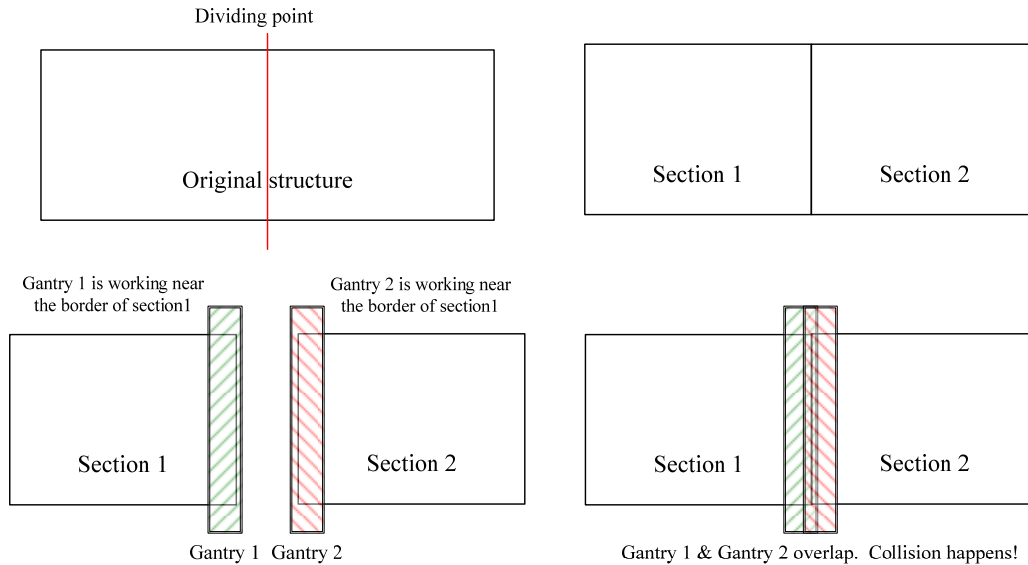 Dividing point
Original structure
Section 1
Section 2
Gantry 1 is working near
the border of section1
Gantry 2 is working near
the border of section1
Section 1
Section 2
Gantry 1
Gantry 2
Section 1
Section 2
Gantry 1 & Gantry 2 overlap. Collision happens!